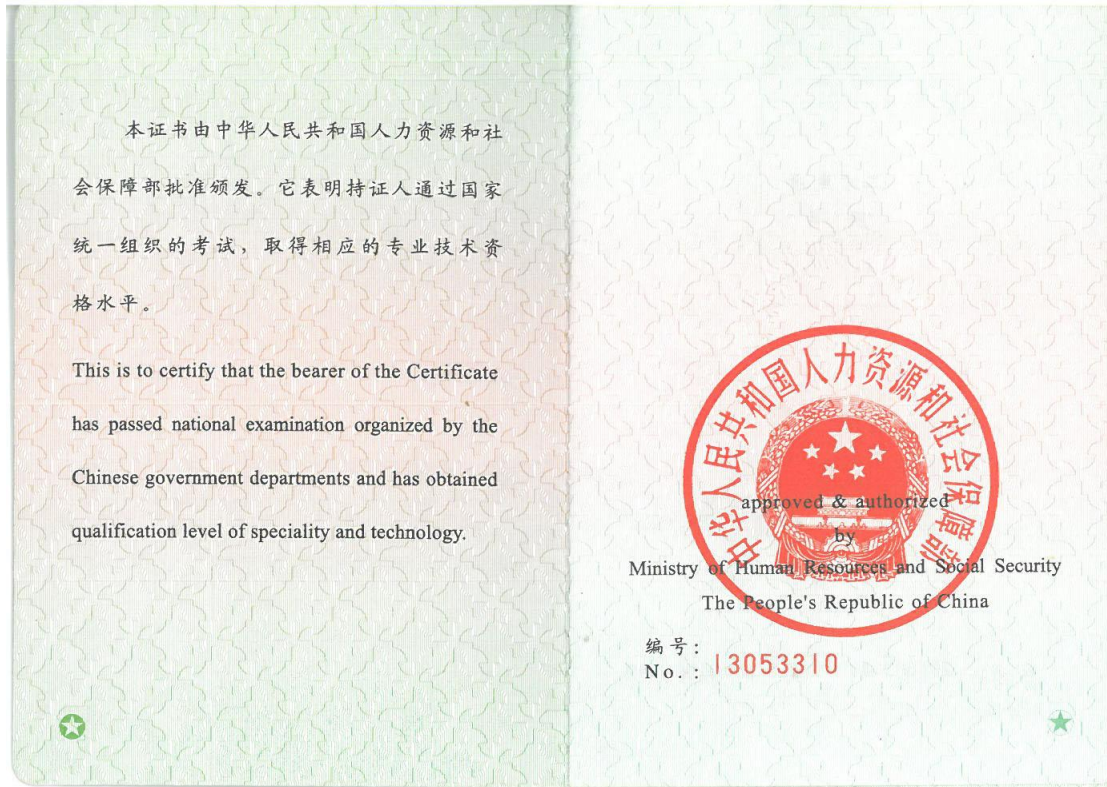 本证书由中华人民共和国人力资源和社
会保障部批准颁发。它表明持证人通过国家
统一组织的考试，取得相应的专业技术资
格水平。
This is to certify that the bearer of the Certificate
has passed national examination organized by the
Chinese government departments and has obtained
qualification level of speciality and technology.
中华人民共和国人力资源和社会保障部
approved & authorized
by
Ministry of Human Resources and Social Security
The People's Republic of China
编号：
No.: 13053310